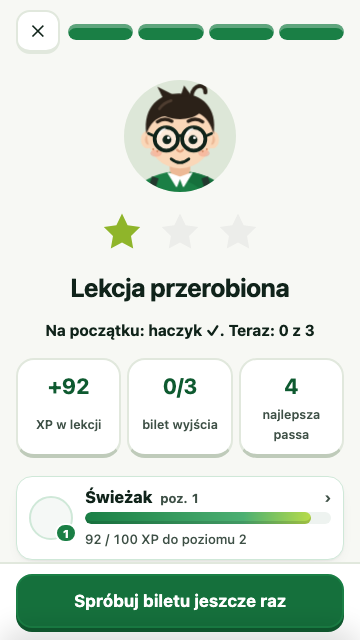 Lekcja przerobiona
Na początku: haczyk ✓. Teraz: 0 z 3
+92
XP w lekcji
0/3
bilet wyjścia
4
najlepsza
passa
1
Świeżak poz. 1 ›
92 / 100 XP do poziomu 2
Spróbuj biletu jeszcze raz